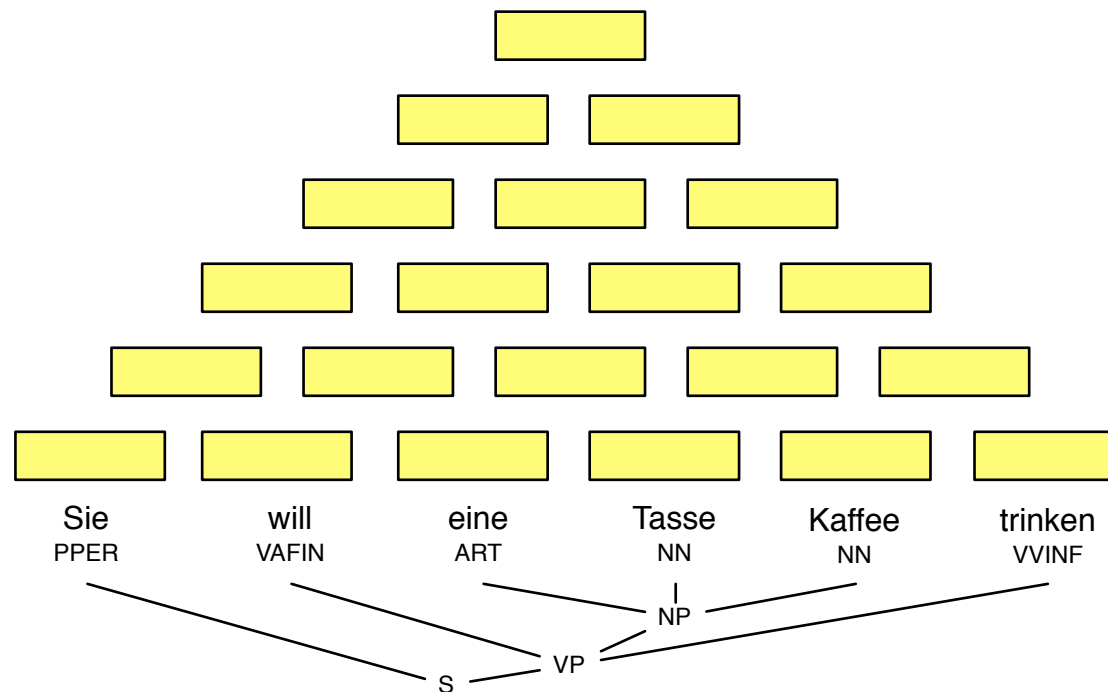 Sie will eine Tasse Kaffee trinken
PPER VAFIN ART NN NN VVINF
NP
VP
S